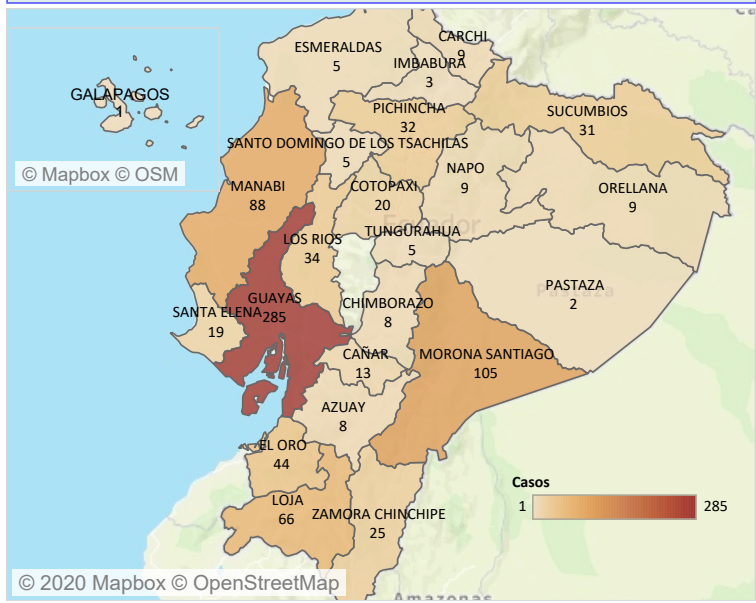 CARCHI
9
ESMERALDAS
5
IMBABURA
3
GALAPAGOS
1
PICHINCHA
32
SUCUMBIOS
31
SANTO DOMINGO DE LOS TSACHILAS
5
NAPO
9
© Mapbox © OSM
MANABI
88
COTOPAXI
20
ORELLANA
9
Ecuador
TUNGURAHUA
5
LOS RIOS
34
PASTAZA
2
Pastaza
GUAYAS
285
SANTA ELENA
19
CHIMBORAZO
8
CAÑAR
13
MORONA SANTIAGO
105
AZUAY
8
EL ORO
44
Casos
1
285
LOJA
66
ZAMORA CHINCHIPE
25
© 2020 Mapbox © OpenStreetMap
Amazonas